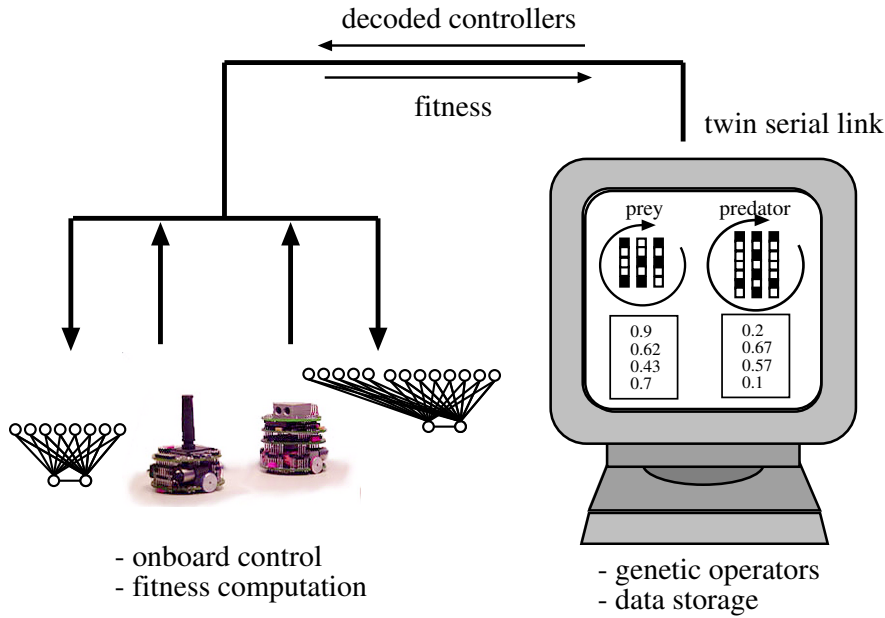 decoded controllers
fitness
twin serial link
prey
predator
0.9
0.62
0.43
0.7
0.2
0.67
0.57
0.1
- onboard control
- fitness computation
- genetic operators
- data storage